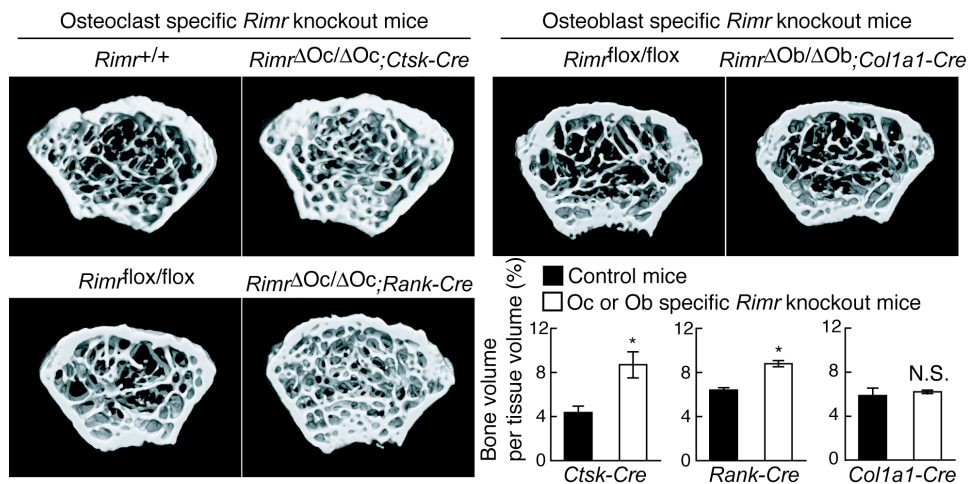 Osteoclast specific Rimr knockout mice
Rimr+/+
RimrΔOc/ΔOc;Ctsk-Cre
Rimrflox/flox
RimrΔOc/ΔOc;Rank-Cre
Osteoblast specific Rimr knockout mice
Rimrflox/flox
RimrΔOb/ΔOb;Col1a1-Cre
Control mice
Oc or Ob specific Rimr knockout mice
Bone volume
per tissue volume (%)
12
8
4
0
*
Ctsk-Cre
12
8
4
0
*
Rank-Cre
12
8
4
0
N.S.
Col1a1-Cre